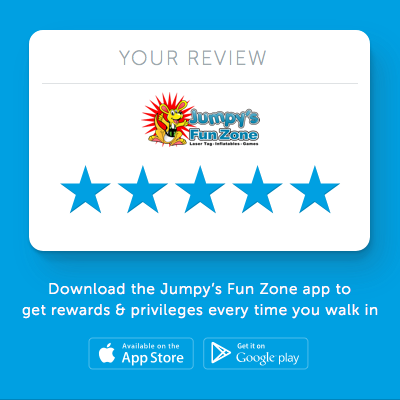 YOUR REVIEW
Jumpy's
Fun Zone
Laser Tag • Inflatables • Games
Download the Jumpy's Fun Zone app to
get rewards & privileges every time you walk in
Available on the
App Store
Get it on
Google play